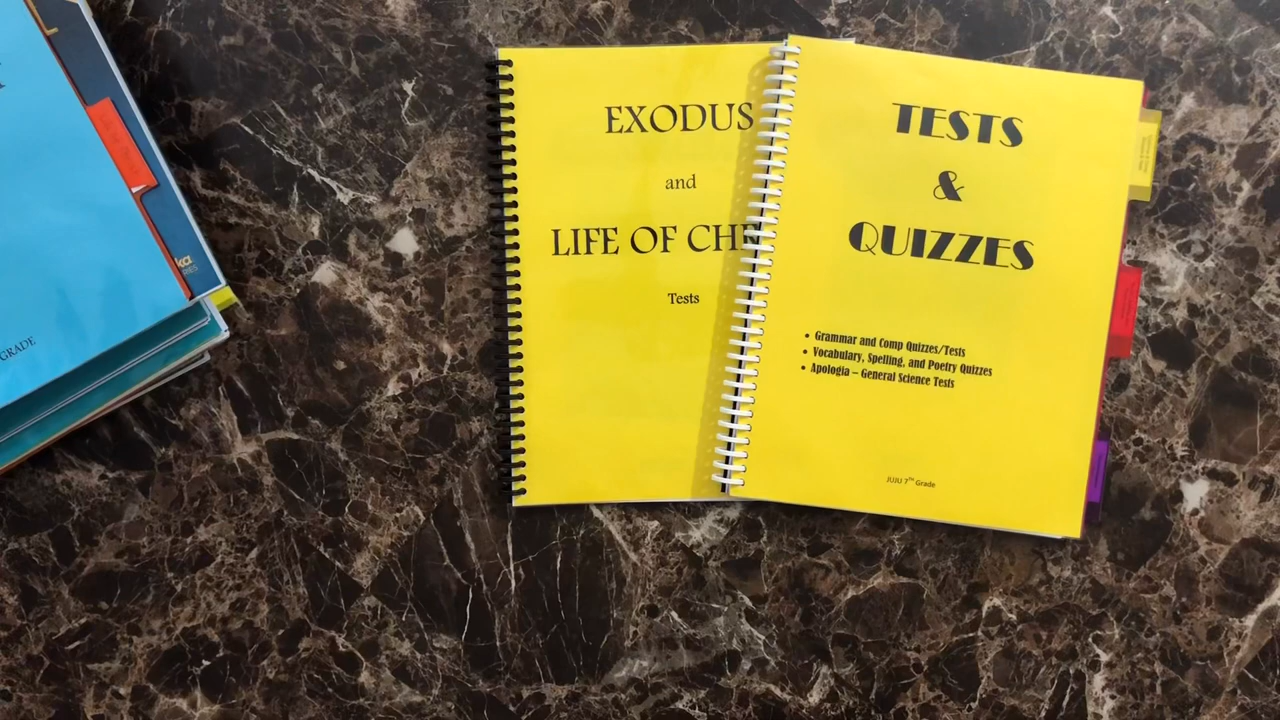 GRADE
EXODUS
and
LIFE OF CH
Tests
TESTS
&
QUIZZES
• Grammar and Comp Quizzes/Tests
• Vocabulary, Spelling, and Poetry Quizzes
• Apologia – General Science Tests
JUJU 7TH Grade